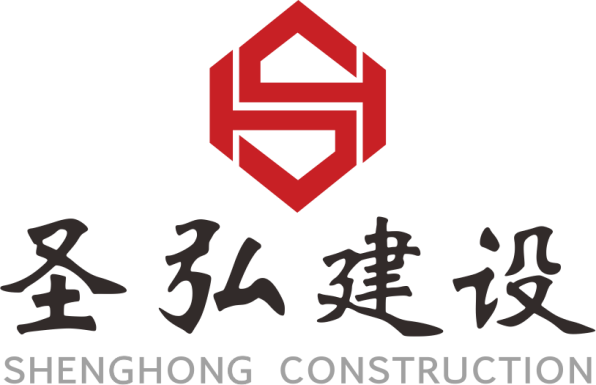 圣弘建设
SHENGHONG CONSTRUCTION